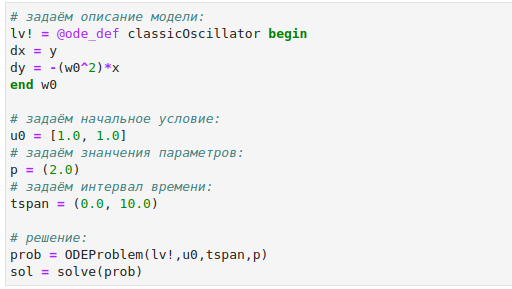 # задаём описание модели:
lv! = @ode_def classicOscillator begin
dx = y
dy = -(w0^2)*x
end w0
# задаём начальное условие:
u0 = [1.0, 1.0]
# задаём знанчения параметров:
p = (2.0)
# задаём интервал времени:
tspan = (0.0, 10.0)
# решение:
prob = ODEProblem(lv!,u0,tspan,p)
sol = solve(prob)